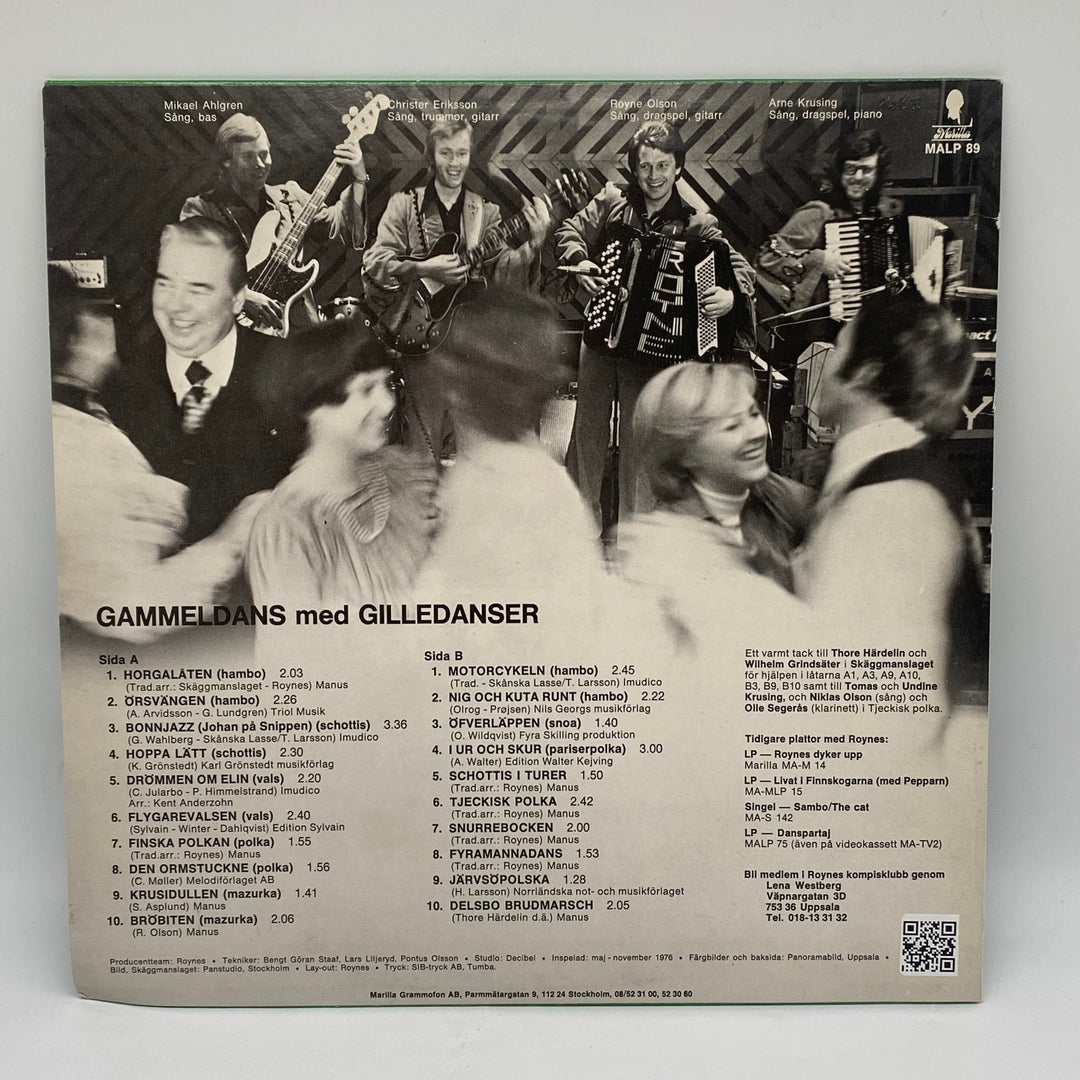 Mikael Ahlgren
Sång, bas
Christer Eriksson
Sång, trummor, gitarr
Röyne Olson
Sång, dragspel, gitarr
Arne Krusing
Sång, dragspel, piano
Marilla
MALP 89
ROYNE
GAMMELDANS med GILLEDANSER
Sida A
1. HORGALÅTEN (hambo) 2.03
(Trad.arr.: Skäggmanslaget - Roynes) Manus
2. ÖRSVÄNGEN (hambo) 2.26
(A. Arvidsson - G. Lundgren) Triol Musik
3. BONNJAZZ (Johan på Snippen) (schottis) 3.36
(G. Wahlberg - Skånska Lasse/T. Larsson) Imudico
4. HOPPA LÄTT (schottis) 2.30
(K. Grönstedt) Karl Grönstedt musikförlag
5. DRÖMMEN OM ELIN (vals) 2.20
(C. Jularbo - P. Himmelstrand) Imudico
Arr.: Kent Anderzohn
6. FLYGAREVALSEN (vals) 2.40
(Sylvain - Winter - Dahlqvist) Edition Sylvain
7. FINSKA POLKAN (polka) 1.55
(Trad.arr.: Roynes) Manus
8. DEN ORMSTUCKNE (polka) 1.56
(C. Møller) Melodiförlaget AB
9. KRUSIDULLEN (mazurka) 1.41
(S. Asplund) Manus
10. BRÖBITEN (mazurka) 2.06
(R. Olson) Manus
Sida B
1. MOTORCYKELN (hambo) 2.45
(Trad. - Skånska Lasse/T. Larsson) Imudico
2. NIG OCH KUTA RUNT (hambo) 2.22
(Olrog - Prøjsen) Nils Georgs musikförlag
3. ÖFVERLÄPPEN (snoa) 1.40
(O. Wildqvist) Fyra Skilling produktion
4. I UR OCH SKUR (pariserpolka) 3.00
(A. Walter) Edition Walter Kejving
5. SCHOTTIS I TURER 1.50
(Trad.arr.: Roynes) Manus
6. TJECKISK POLKA 2.42
(Trad.arr.: Roynes) Manus
7. SNURREBOCKEN 2.00
(Trad.arr.: Roynes) Manus
8. FYRAMANNADANS 1.53
(Trad.arr.: Roynes) Manus
9. JÄRVSÖPOLSKA 1.28
(H. Larsson) Norrländska not- och musikförlaget
10. DELSBO BRUDMARSCH 2.05
(Thore Härdelin d.ä.) Manus
Ett varmt tack till Thore Härdelin och
Wilhelm Grindsäter i Skäggmanslaget
för hjälpen i låtarna A1, A3, A9, A10,
B3, B9, B10 samt till Tomas och Undine
Krusing, och Niklas Olson (sång) och
Olle Segerås (klarinett) i Tjeckisk polka.
Tidigare plattor med Roynes:
LP — Roynes dyker upp
Marilla MA-M 14
LP — Livat i Finnskogarna (med Pepparn)
MA-MLP 15
Singel — Sambo/The cat
MA-S 142
LP — Danspartaj
MALP 75 (även på videokassett MA-TV2)
Bli medlem i Roynes kompisklubb genom
Lena Westberg
Väpnargatan 3D
753 36 Uppsala
Tel. 018-13 31 32
Producentteam: Roynes • Tekniker: Bengt Göran Staaf, Lars Liljeryd, Pontus Olsson • Studio: Decibel • Inspelad: maj - november 1976 • Färgbilder och baksida: Panoramabild, Uppsala •
Bild. Skäggmanslaget: Panstudio, Stockholm • Lay-out: Roynes • Tryck: SIB-tryck AB, Tumba.
Marilla Grammofon AB, Parmmätargatan 9, 112 24 Stockholm, 08/52 31 00, 52 30 60